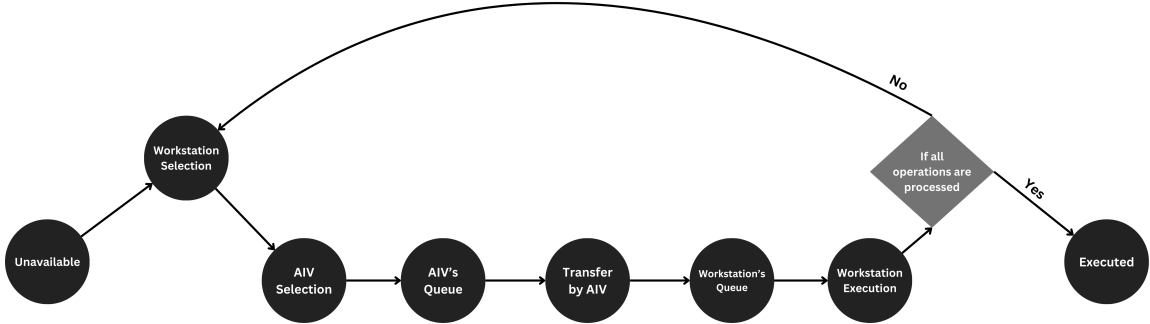 No
Workstation
Selection
If all
operations are
processed
Yes
Unavailable
AIV
Selection
AIV's
Queue
Transfer
by AIV
Workstation's
Queue
Workstation
Execution
Executed